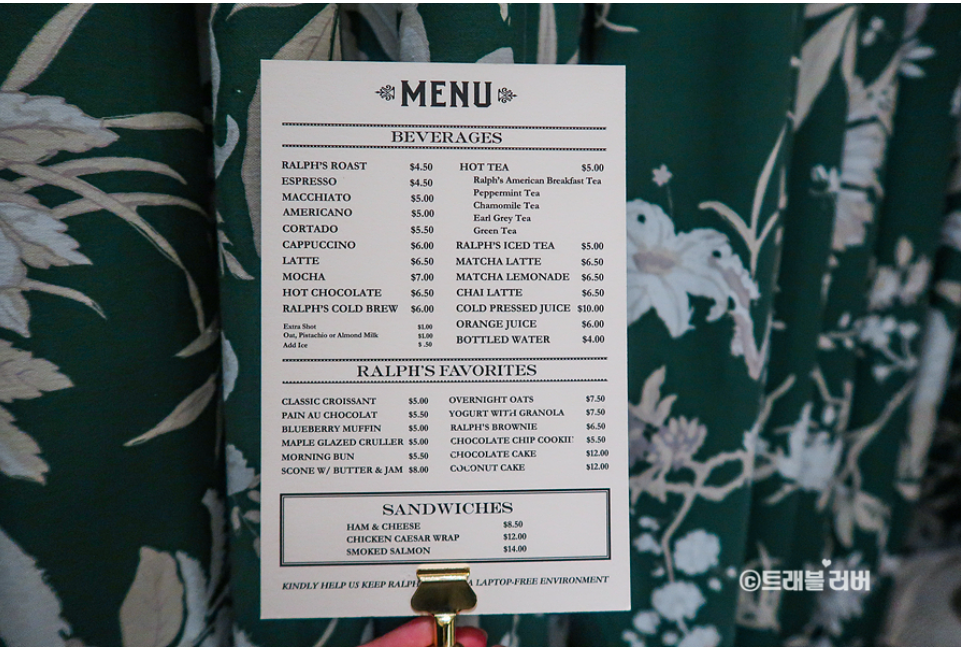 MENU
BEVERAGES
RALPH'S ROAST $4.50
ESPRESSO $4.50
MACCHIATO $5.00
AMERICANO $5.00
CORTADO $5.50
CAPPUCCINO $6.00
LATTE $6.50
MOCHA $7.00
HOT CHOCOLATE $6.50
RALPH'S COLD BREW $6.00
Extra Shot $1.00
Oat, Pistachio or Almond Milk $1.00
Add Ice $ .50
HOT TEA $5.00
Ralph's American Breakfast Tea
Peppermint Tea
Chamomile Tea
Earl Grey Tea
Green Tea
RALPH'S ICED TEA $5.00
MATCHA LATTE $6.50
MATCHA LEMONADE $6.50
CHAI LATTE $6.50
COLD PRESSED JUICE $10.00
ORANGE JUICE $6.00
BOTTLED WATER $4.00
RALPH'S FAVORITES
CLASSIC CROISSANT $5.00
PAIN AU CHOCOLAT $5.50
BLUEBERRY MUFFIN $5.00
MAPLE GLAZED CRULLER $5.00
MORNING BUN $5.50
SCONE W/ BUTTER & JAM $8.00
OVERNIGHT OATS $7.50
YOGURT WITH GRANOLA $7.50
RALPH'S BROWNIE $6.50
CHOCOLATE CHIP COOKIE $5.50
CHOCOLATE CAKE $12.00
COCONUT CAKE $12.00
SANDWICHES
HAM & CHEESE $8.50
CHICKEN CAESAR WRAP $12.00
SMOKED SALMON $14.00
KINDLY HELP US KEEP RALPH A LAPTOP-FREE ENVIRONMENT
©트래블러버